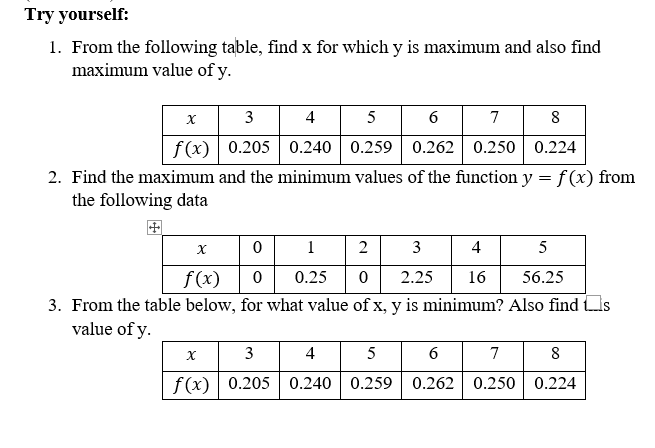 Try yourself:
1. From the following table, find x for which y is maximum and also find
maximum value of y.
x 3 4 5 6 7 8
f(x) 0.205 0.240 0.259 0.262 0.250 0.224
2. Find the maximum and the minimum values of the function y = f(x) from
the following data
x 0 1 2 3 4 5
f(x) 0 0.25 0 2.25 16 56.25
3. From the table below, for what value of x, y is minimum? Also find
value of y.
x 3 4 5 6 7 8
f(x) 0.205 0.240 0.259 0.262 0.250 0.224